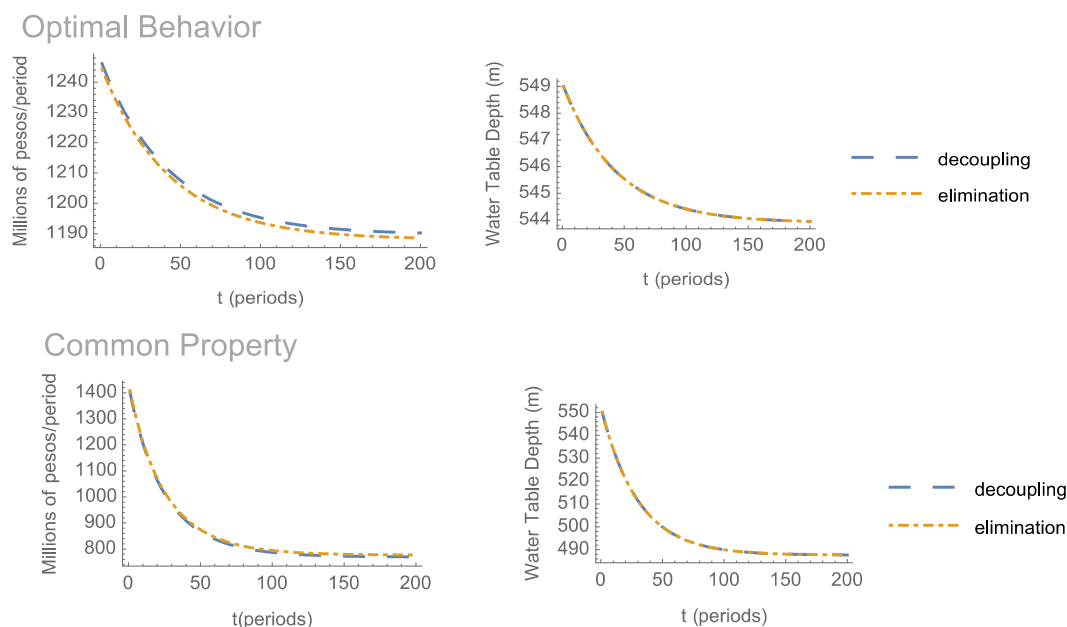 Optimal Behavior
Millions of pesos/period
1240
1230
1220
1210
1200
1190
0 50 100 150 200
t (periods)
Water Table Depth (m)
549
548
547
546
545
544
0 50 100 150 200
t (periods)
decoupling
elimination
Common Property
Millions of pesos/period
1400
1300
1200
1100
1000
900
800
0 50 100 150 200
t(periods)
Water Table Depth (m)
550
540
530
520
510
500
490
0 50 100 150 200
t (periods)
decoupling
elimination